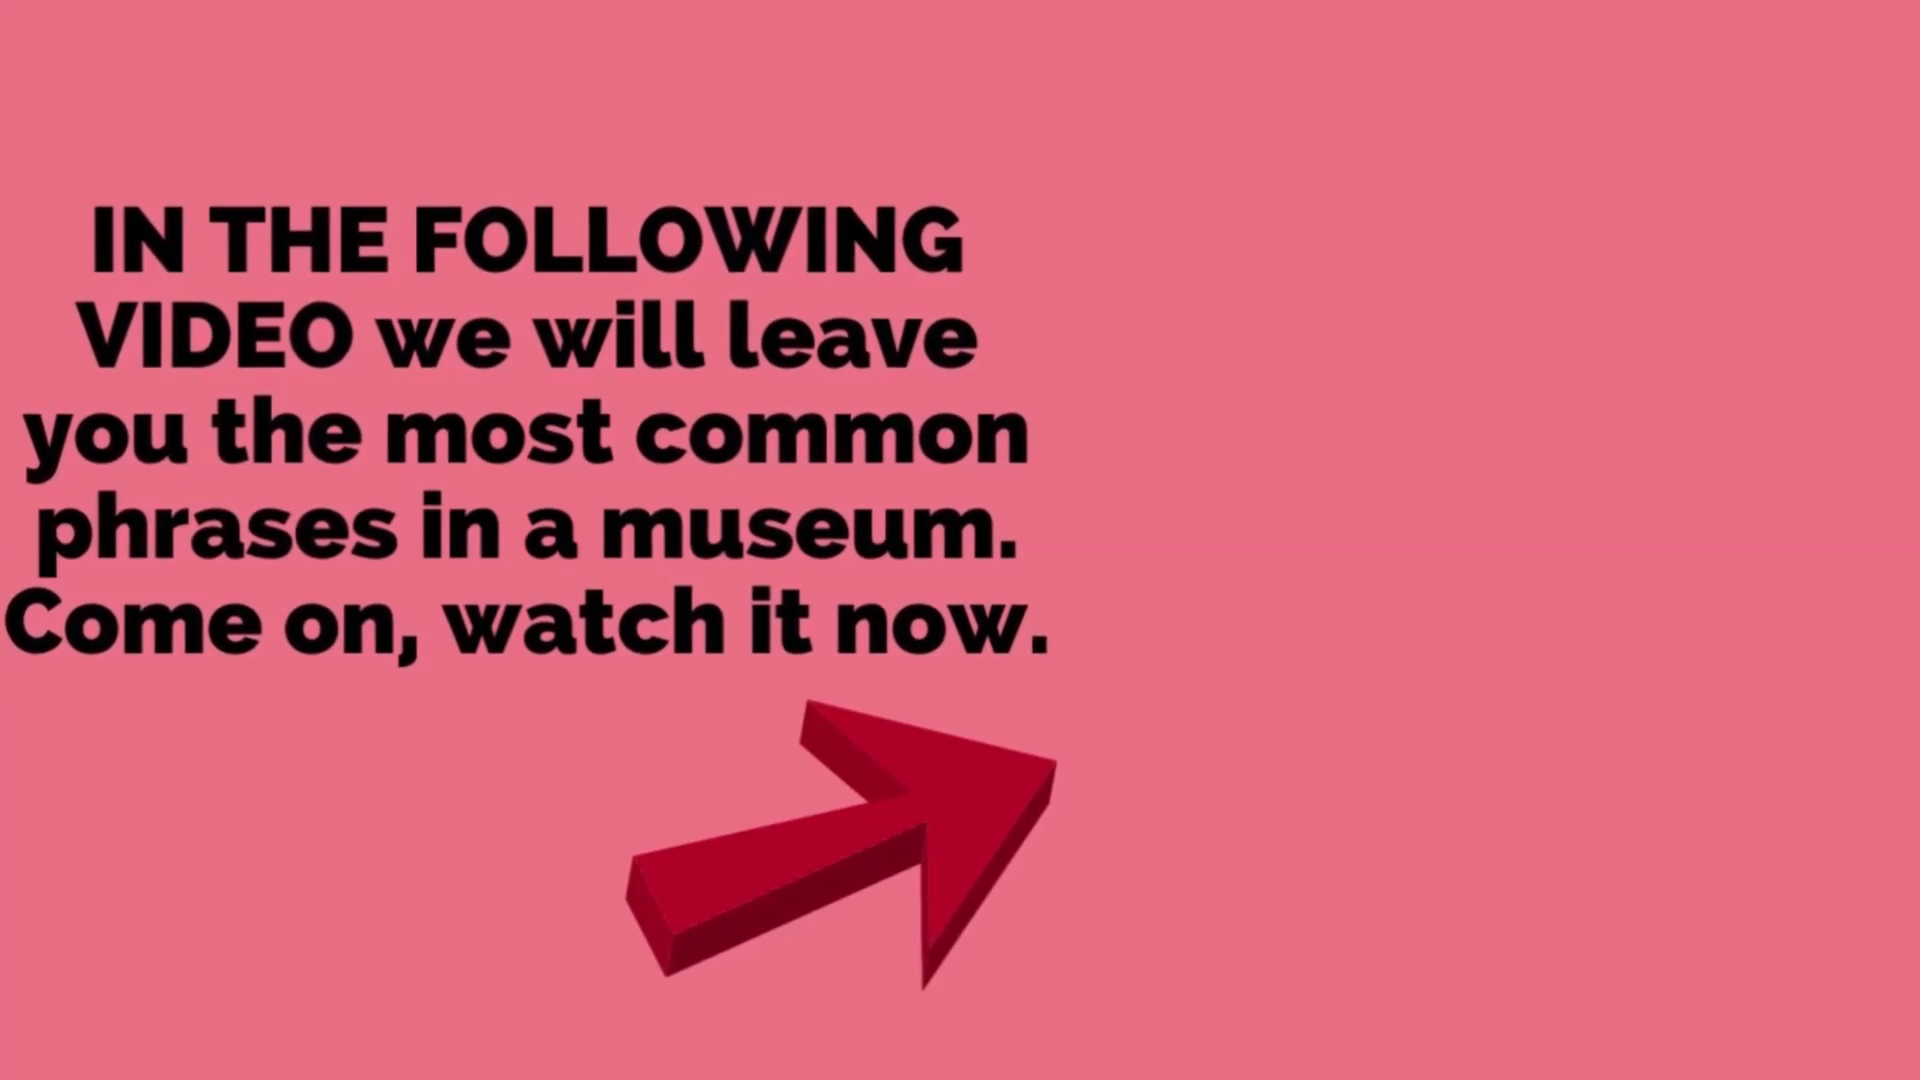 IN THE FOLLOWING
VIDEO we will leave
you the most common
phrases in a museum.
Come on, watch it now.